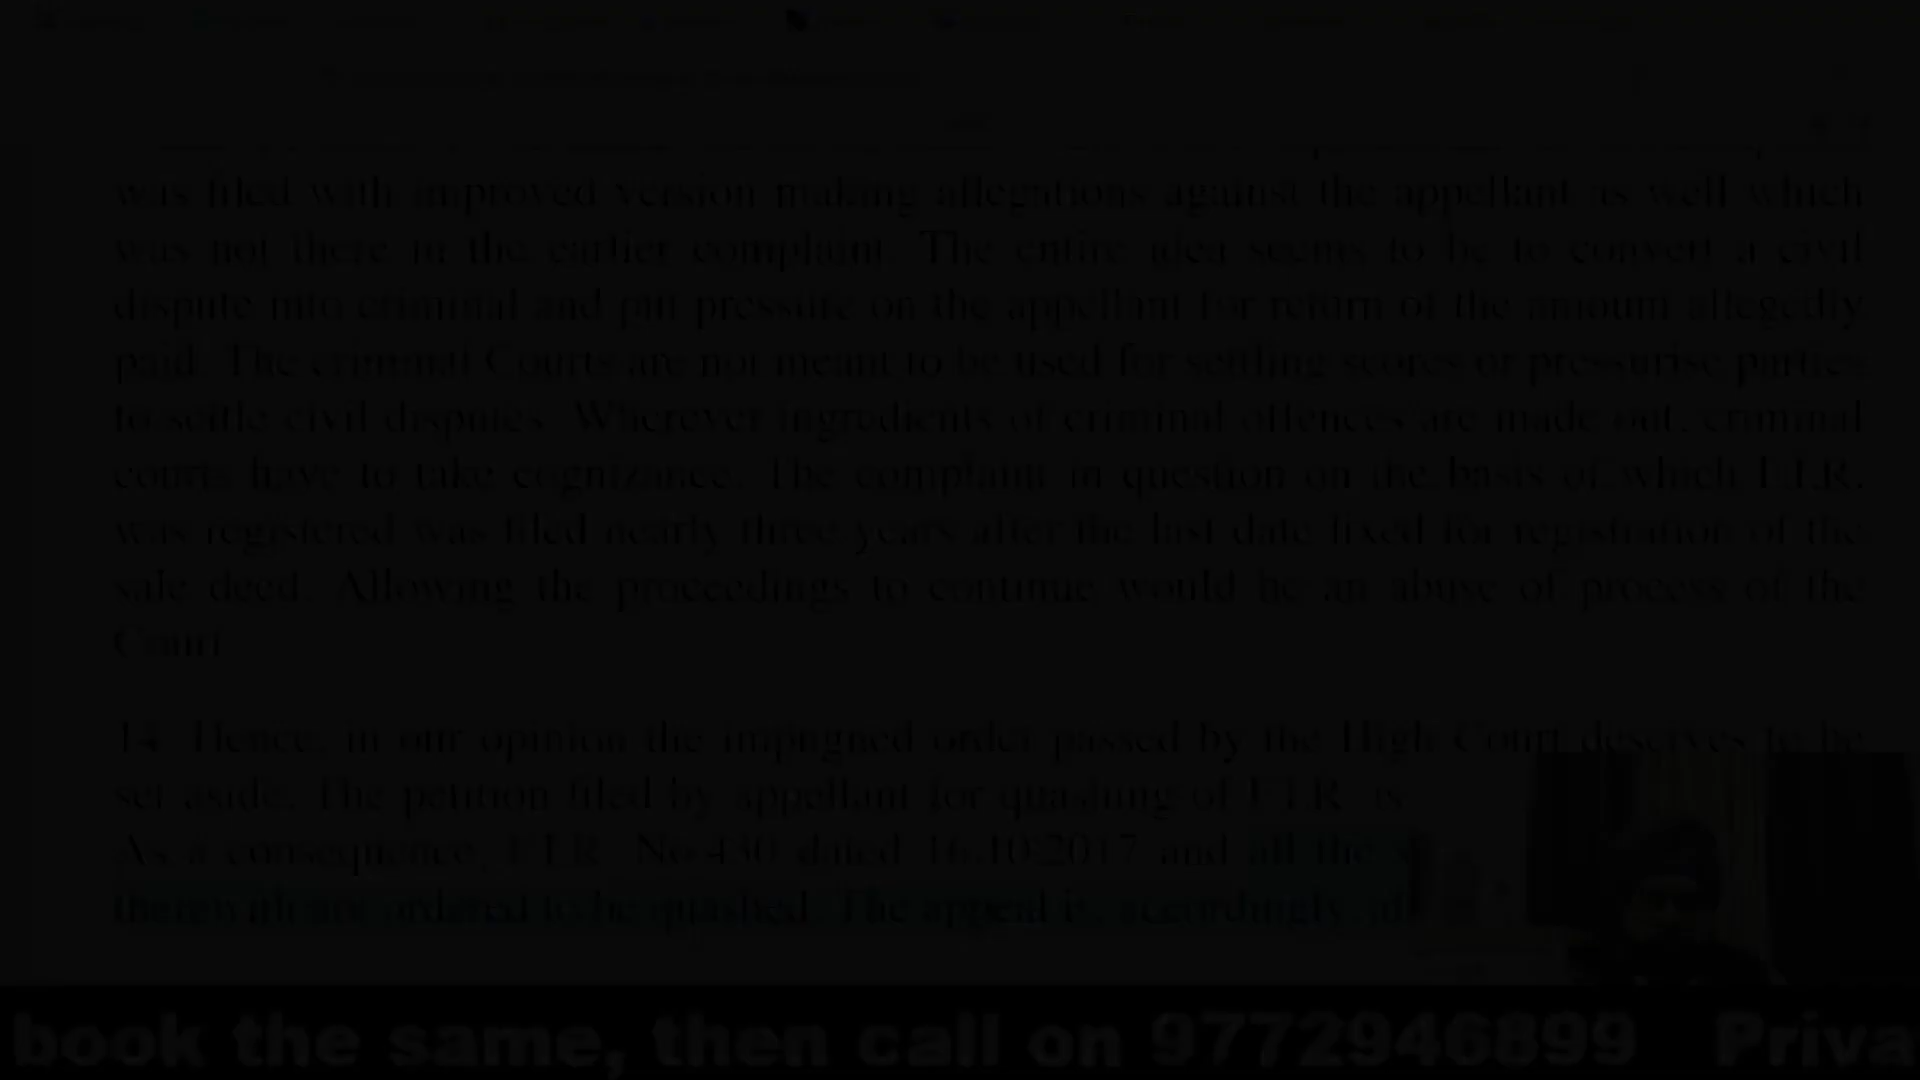 was filed with improved version making allegations against the appellant as well which
was not there in the earlier complaint. The entire idea seems to be to convert a civil
dispute into criminal and put pressure on the appellant for return of the amount allegedly
paid. The criminal Courts are not meant to be used for settling scores or pressurise parties
to settle civil disputes. Wherever ingredients of criminal offences are made out, criminal
courts have to take cognizance. The complaint in question on the basis of which F.I.R.
was registered was filed nearly three years after the last date fixed for registration of the
sale deed. Allowing the proceedings to continue would be an abuse of process of the
Court.
14. Hence, in our opinion the impugned order passed by the High Court deserves to be
set aside. The petition filed by appellant for quashing of F.I.R. is
As a consequence, F.I.R. No.430 dated 16.10.2017 and all the
therewith are ordered to be quashed. The appeal is, accordingly, al
book the same, then call on 9772946899 Priva